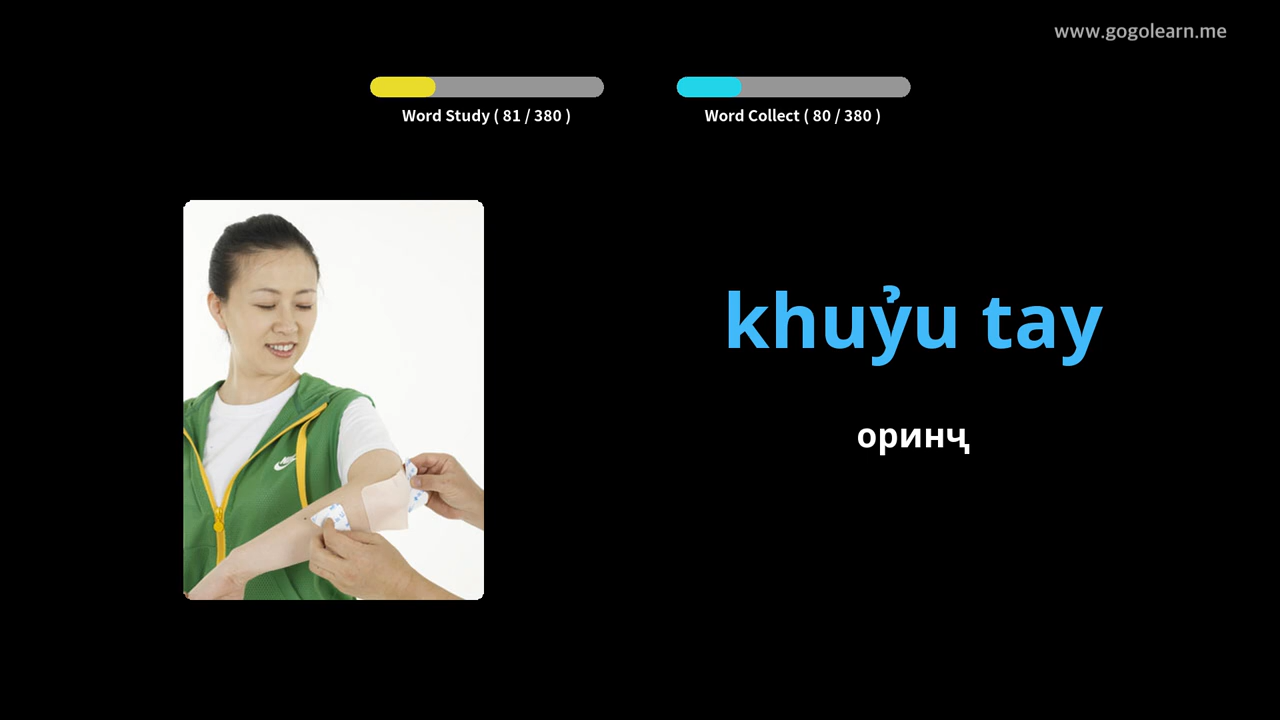 www.gogolearn.me
Word Study ( 81 / 380 )
Word Collect ( 80 / 380 )
khuỷu tay
оринҷ